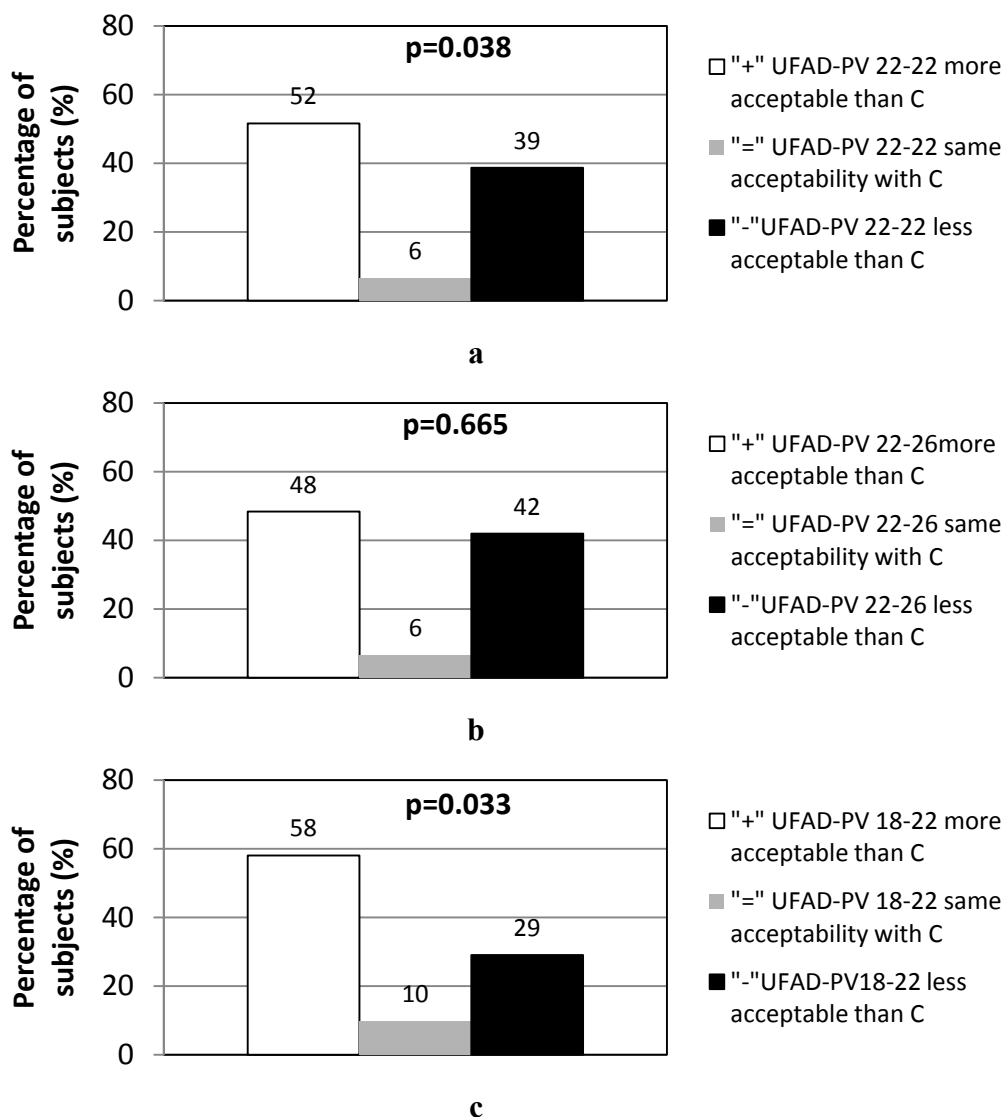 80
60
40
20
0
Percentage of
subjects (%)
p=0.038
52
6
39
"+" UFAD-PV 22-22 more
acceptable than C
"=" UFAD-PV 22-22 same
acceptability with C
"-"UFAD-PV 22-22 less
acceptable than C
a
80
60
40
20
0
Percentage of
subjects (%)
p=0.665
48
6
42
"+" UFAD-PV 22-26more
acceptable than C
"=" UFAD-PV 22-26 same
acceptability with C
"-"UFAD-PV 22-26 less
acceptable than C
b
80
60
40
20
0
Percentage of
subjects (%)
p=0.033
58
10
29
"+" UFAD-PV 18-22 more
acceptable than C
"=" UFAD-PV 18-22 same
acceptability with C
"-"UFAD-PV18-22 less
acceptable than C
c